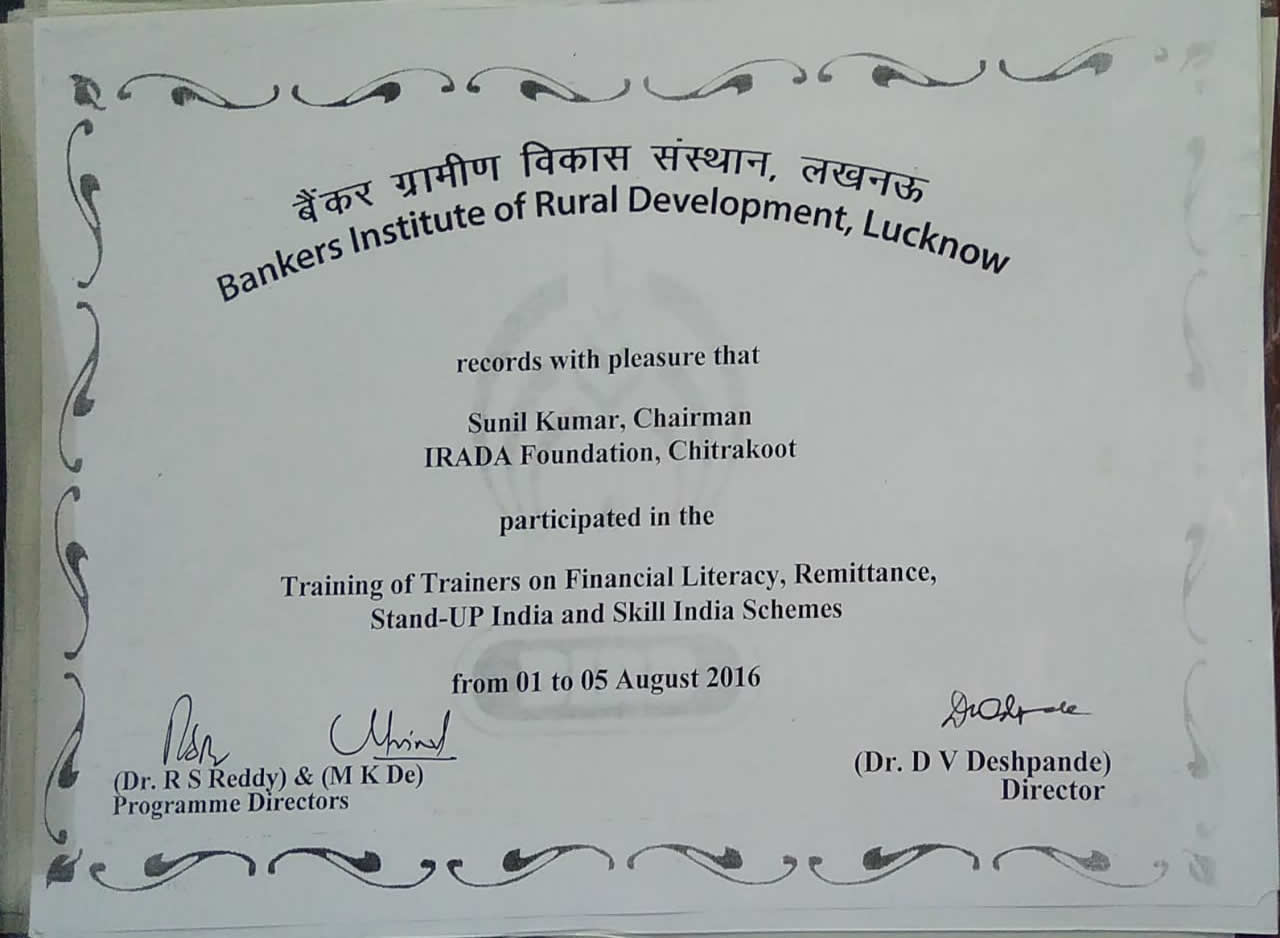 बैंकर ग्रामीण विकास संस्थान, लखनऊ
Bankers Institute of Rural Development, Lucknow
records with pleasure that
Sunil Kumar, Chairman
IRADA Foundation, Chitrakoot
participated in the
Training of Trainers on Financial Literacy, Remittance,
Stand-UP India and Skill India Schemes
from 01 to 05 August 2016
(Dr. R S Reddy) & (M K De)
Programme Directors
(Dr. D V Deshpande)
Director